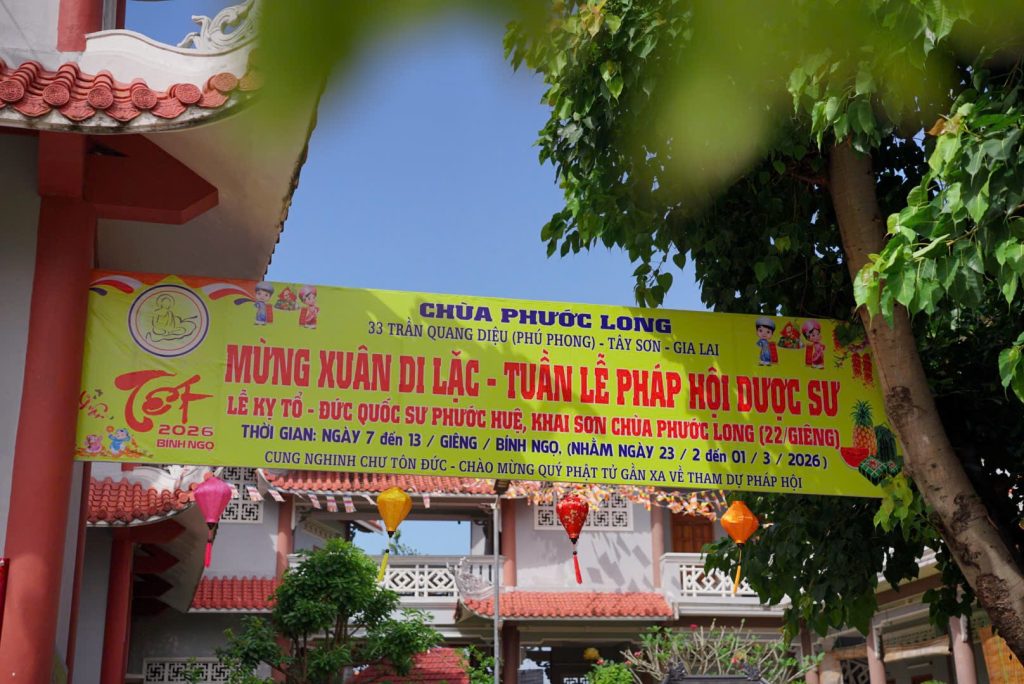 CHÙA PHƯỚC LONG
33 TRẦN QUANG DIỆU (PHÚ PHONG) - TÂY SƠN - GIA LAI
MỪNG XUÂN DI LẶC - TUẦN LỄ PHÁP HỘI DƯỢC SƯ
LỄ KỴ TỔ - ĐỨC QUỐC SƯ PHƯỚC HUỆ, KHAI SƠN CHÙA PHƯỚC LONG (22/GIÊNG)
THỜI GIAN: NGÀY 7 đến 13 / GIÊNG / BÍNH NGỌ, (NHẰM NGÀY 23 / 2 đến 01 / 3 / 2026)
CUNG NGHINH CHƯ TÔN ĐỨC - CHÀO MỪNG QUÝ PHẬT TỬ GẦN XA VỀ THAM DỰ PHÁP HỘI
Tết
2026
BÍNH NGỌ